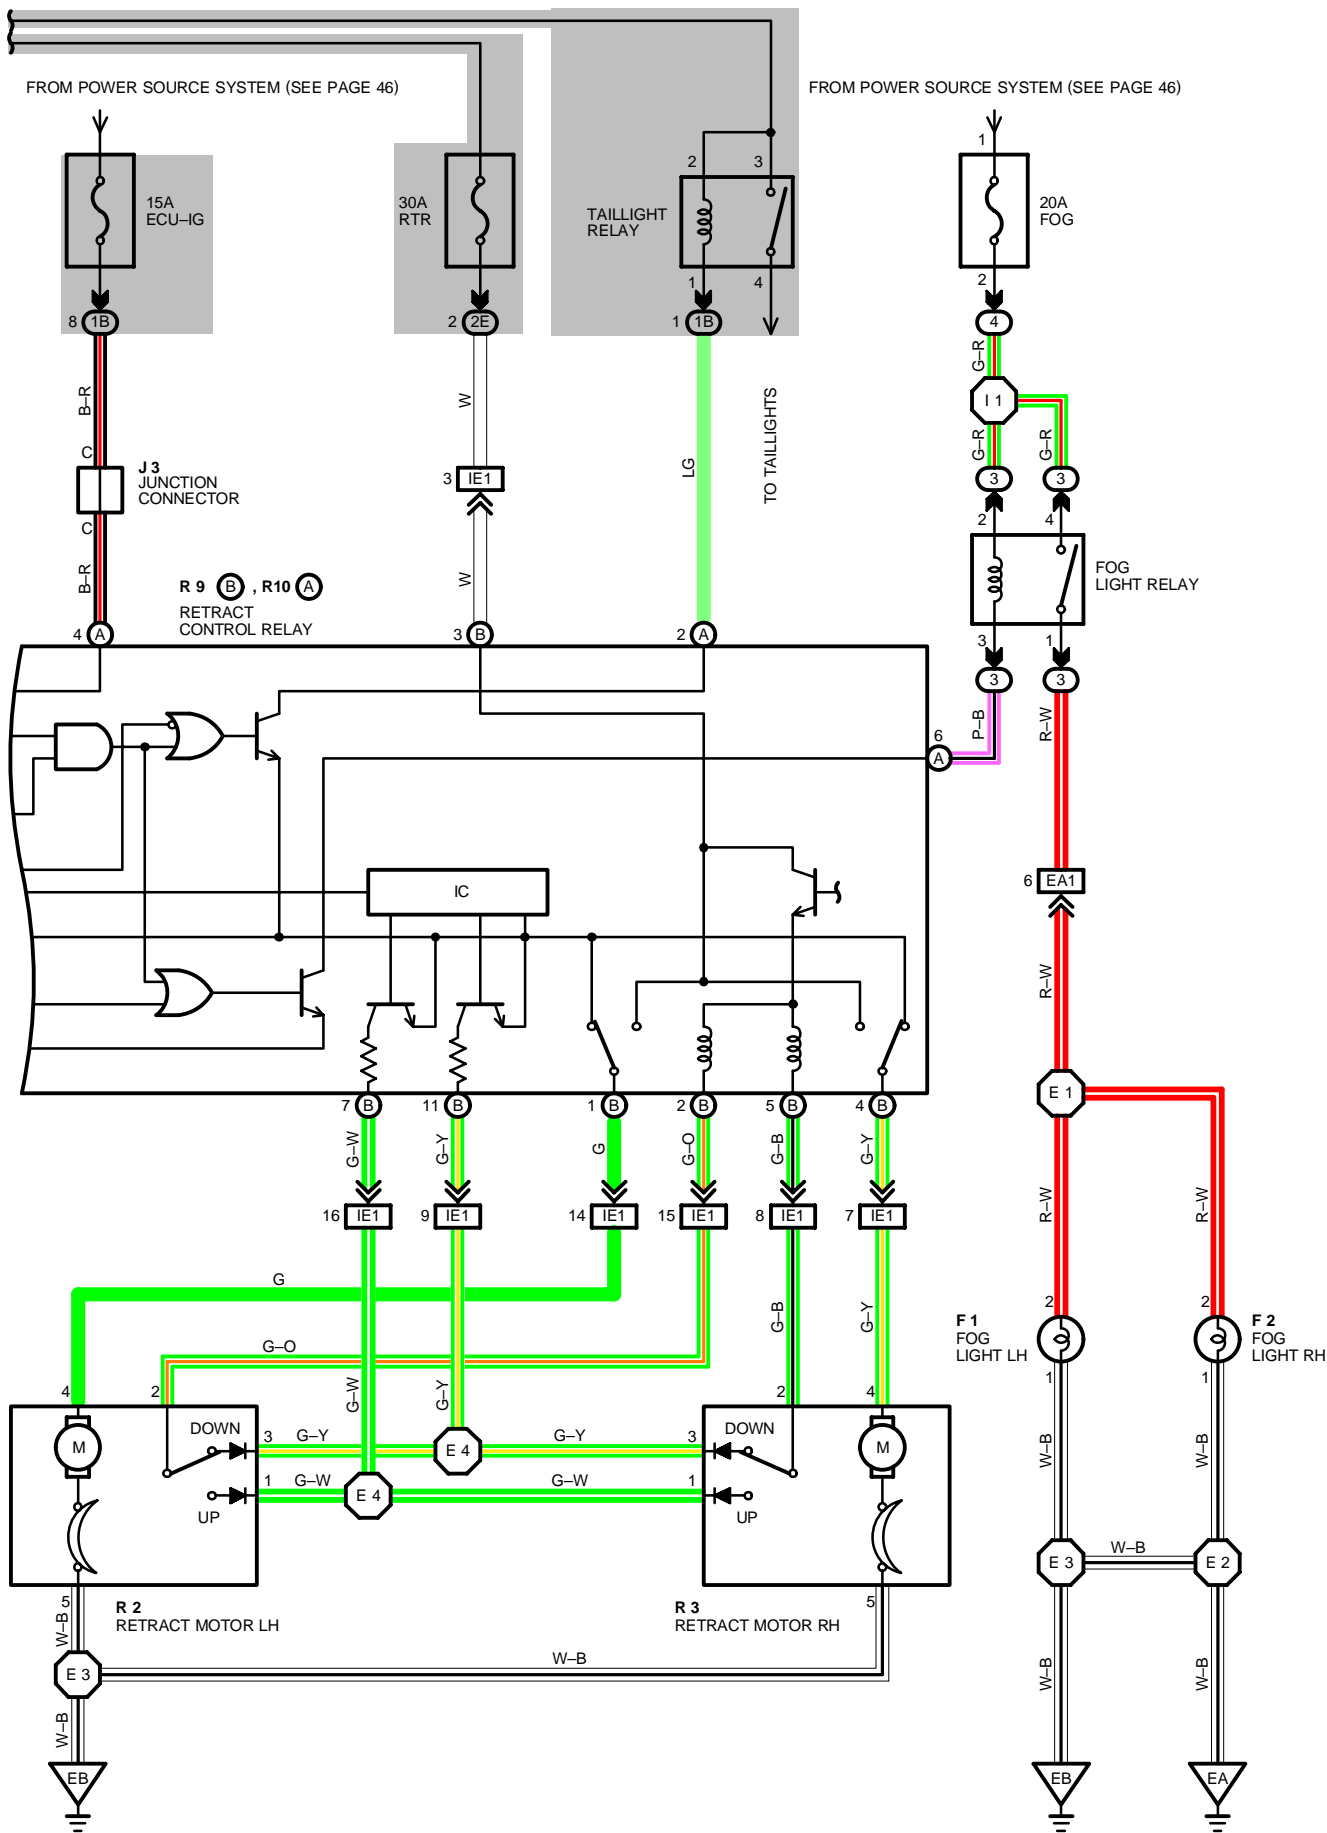 FROM POWER SOURCE SYSTEM (SEE PAGE 46)
FROM POWER SOURCE SYSTEM (SEE PAGE 46)
1
2
3
15A
ECU–IG
30A
RTR
TAILLIGHT
RELAY
20A
FOG
1
4
2
8
1B
2
2E
1
1B
4
G–R
I 1
B–R
W
LG
TO TAILLIGHTS
G–R
G–R
C
J 3
JUNCTION
CONNECTOR
3
IE1
3
3
C
2
4
B–R
W
FOG
LIGHT RELAY
R 9
B
, R10
A
RETRACT
CONTROL RELAY
4
A
3
B
2
A
3
1
3
3
P–B
R–W
6
A
IC
6
EA1
R–W
E 1
7
B
11
B
1
B
2
B
5
B
4
B
G–W
G–Y
G
G–O
G–B
G–Y
R–W
R–W
16
IE1
9
IE1
14
IE1
15
IE1
8
IE1
7
IE1
G
G–B
G–Y
2
2
G–O
F 1
FOG
LIGHT LH
F 2
FOG
LIGHT RH
1
1
4
2
G–W
G–Y
2
4
M
DOWN
3
G–Y
E 4
G–Y
3
DOWN
M
W–B
W–B
UP
1
G–W
E 4
G–W
1
UP
E 3
W–B
E 2
5
W–B
R 2
RETRACT MOTOR LH
R 3
RETRACT MOTOR RH
5
E 3
W–B
W–B
W–B
W–B
EB
EB
EA